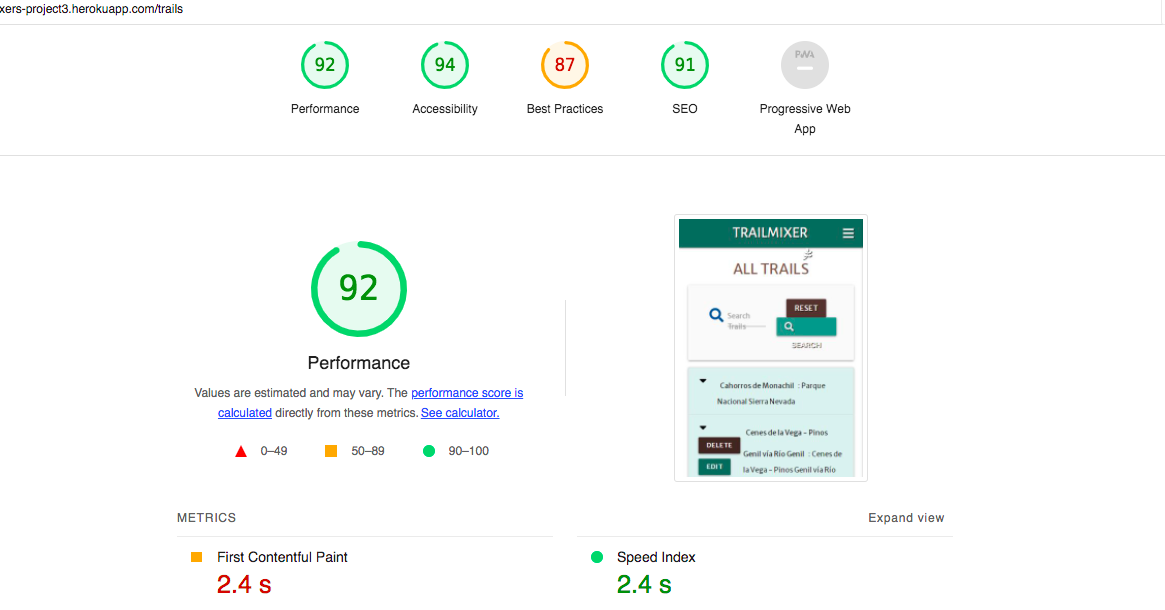 xers-project3.herokuapp.com/trails
92 94 87 91 PWA
Performance Accessibility Best Practices SEO Progressive Web
App
92
Performance
Values are estimated and may vary. The performance score is
calculated directly from these metrics. See calculator.
0–49 50–89 90–100
TRAILMIXER
ALL TRAILS
Search
Trails
RESET
SEARCH
Cahorros de Monachil : Parque
Nacional Sierra Nevada
Cenes de la Vega – Pinos
DELETE
Genil vía Río Genil : Cenes de
EDIT
la Vega – Pinos Genil vía Río
METRICS Expand view
First Contentful Paint Speed Index
2.4 s 2.4 s